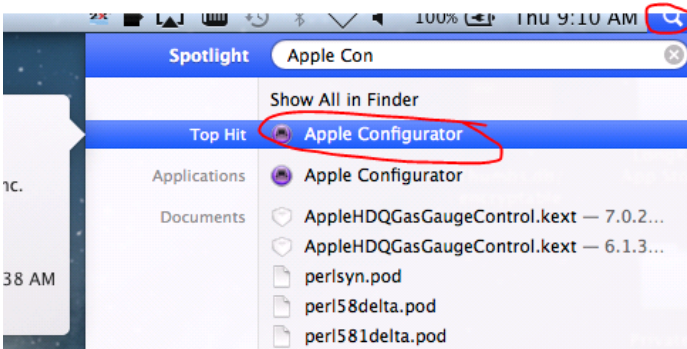 100% Thu 9:10 AM
Spotlight Apple Con
Show All in Finder
Top Hit Apple Configurator
Applications Apple Configurator
nc.
Documents AppleHDQGasGaugeControl.kext — 7.0.2...
AppleHDQGasGaugeControl.kext — 6.1.3...
38 AM perlsyn.pod
perl58delta.pod
perl581delta.pod